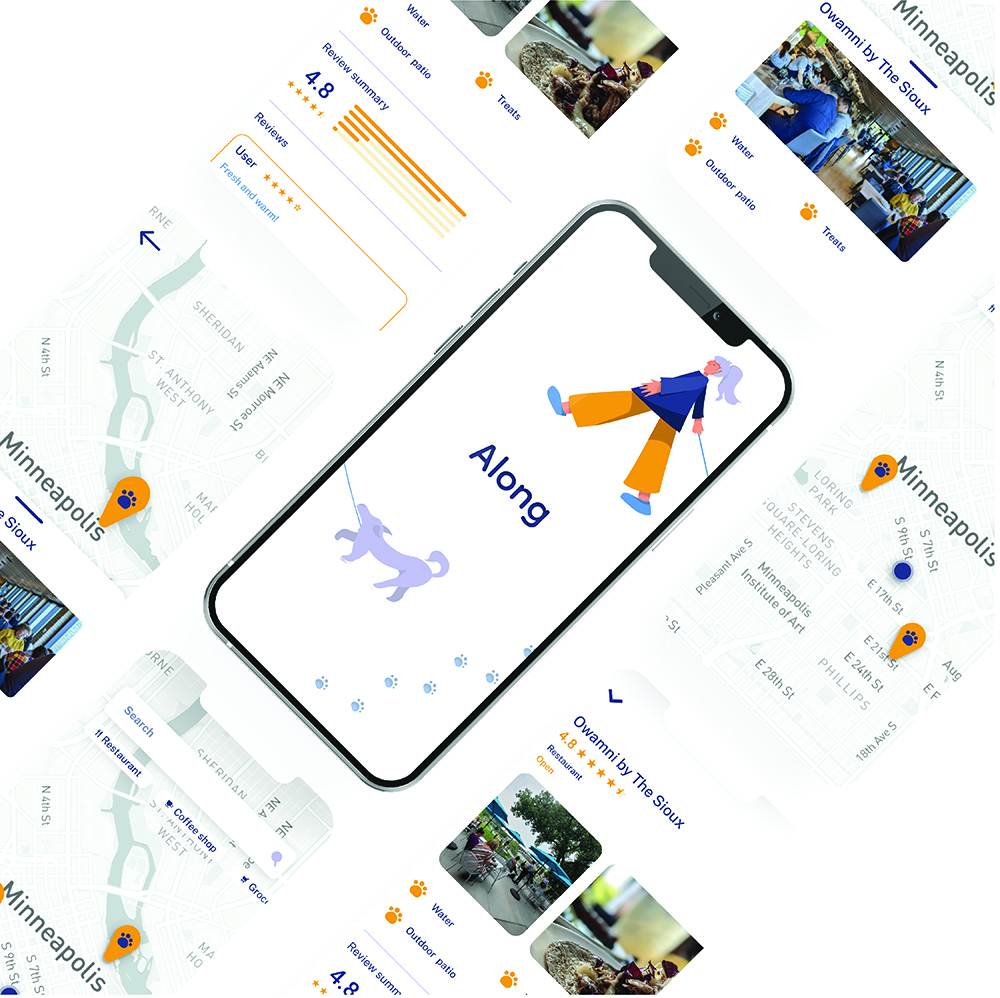 Water
Outdoor patio
Treats
Review summary
4.8
Reviews
User
Fresh and warm!
Owamni by The Sioux
Water
Outdoor patio
Treats
Minneapolis
RNE
SHERIDAN
N 4th St
NE Adams St
ST. ANTHONY
WEST
NE Monroe St
Minneapolis
e Sioux
Along
N 4th St
Minneapolis
LORING
PARK
STEVENS
QUARE-LORING
HEIGHTS
S 9th St
S 7th St
Pleasant Ave S
Minneapolis
Institute of Art
E 17th St
E 21st St
E 24th St
E 28th St
PHILLIPS
Aug
E F
18th Ave S
St
ORNE
Search
Restaurant
SHERIDAN
NE A
NE
N 4th St
Coffee shop
WEST
Groc
Minneapolis
S 9th St
S 7th St
Owamni by The Sioux
4.8
Restaurant
Open
Water
Outdoor patio
Review summ
4.8